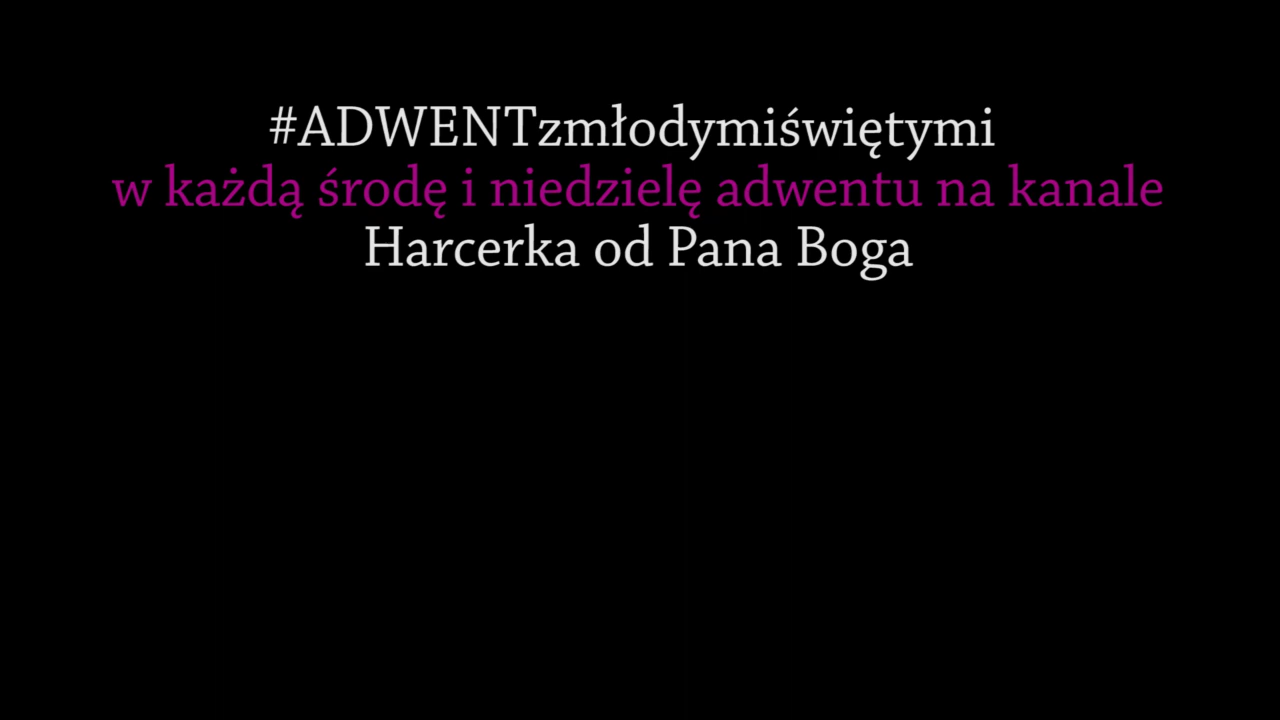 #ADWENTzmłodymiświętymi
w każdą środę i niedzielę adwentu na kanale
Harcerka od Pana Boga